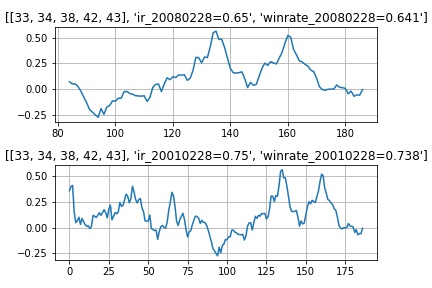 [[33, 34, 38, 42, 43], 'ir_20080228=0.65', 'winrate_20080228=0.641']
0.50
0.25
0.00
−0.25
80 100 120 140 160 180
[[33, 34, 38, 42, 43], 'ir_20010228=0.75', 'winrate_20010228=0.738']
0.50
0.25
0.00
−0.25
0 25 50 75 100 125 150 175